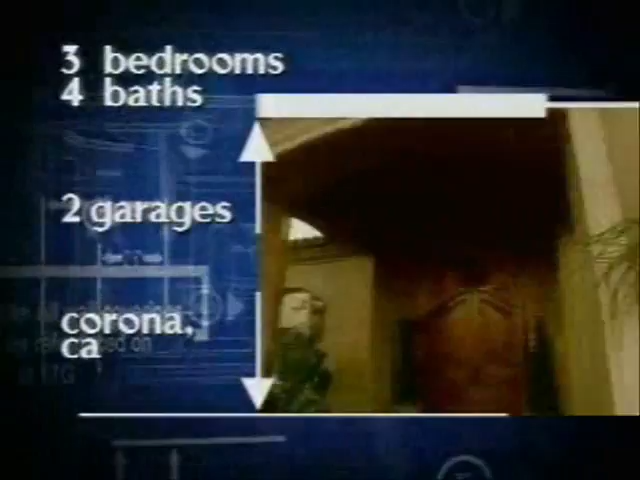 3 bedrooms
4 baths
2 garages
corona,
ca